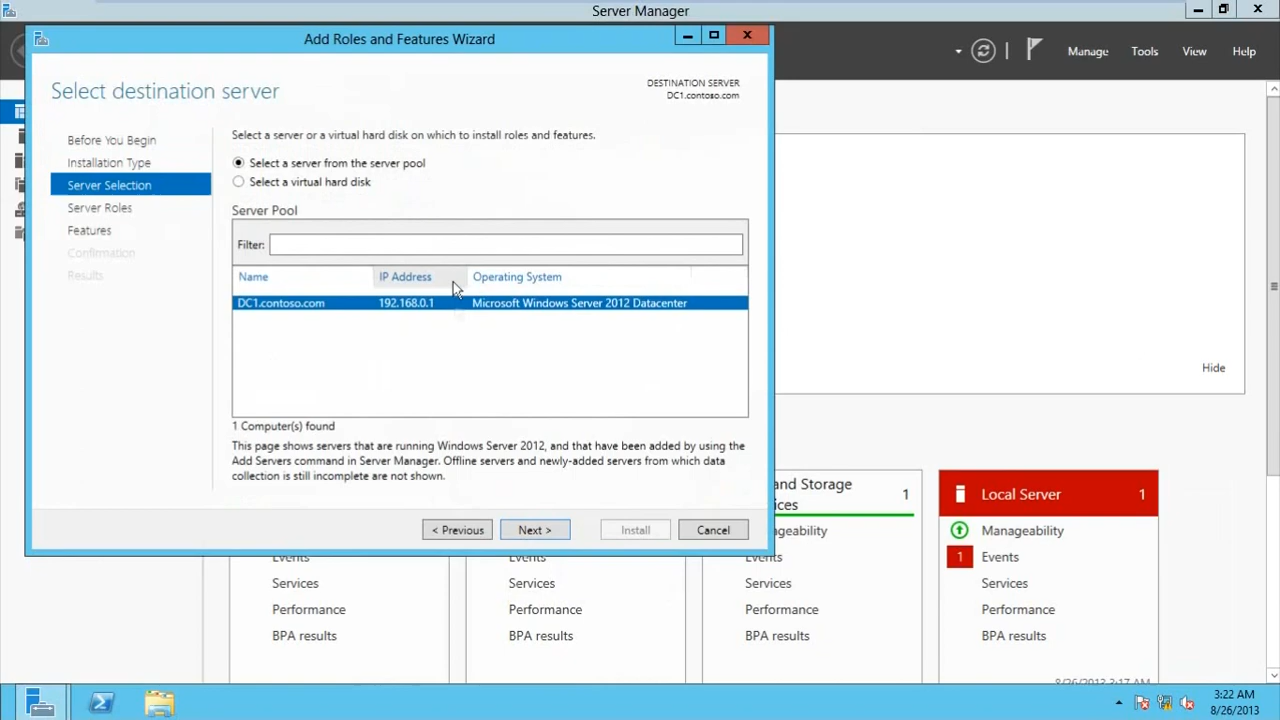 Server Manager
Manage
Tools
View
Help
Add Roles and Features Wizard
Select destination server
DESTINATION SERVER
DC1.contoso.com
Before You Begin
Installation Type
Server Selection
Server Roles
Features
Confirmation
Results
Select a server or a virtual hard disk on which to install roles and features.
Select a server from the server pool
Select a virtual hard disk
Server Pool
Filter:
Name IP Address Operating System
DC1.contoso.com 192.168.0.1 Microsoft Windows Server 2012 Datacenter
1 Computer(s) found
This page shows servers that are running Windows Server 2012, and that have been added by using the
Add Servers command in Server Manager. Offline servers and newly-added servers from which data
collection is still incomplete are not shown.
< Previous
Next >
Install
Cancel
Hide
Events
Services
Performance
BPA results
Events
Services
Performance
BPA results
and Storage 1
ices
geability
Events
Services
Performance
BPA results
Local Server 1
Manageability
1 Events
Services
Performance
BPA results
8/26/2013 3:17 AM
3:22 AM
8/26/2013